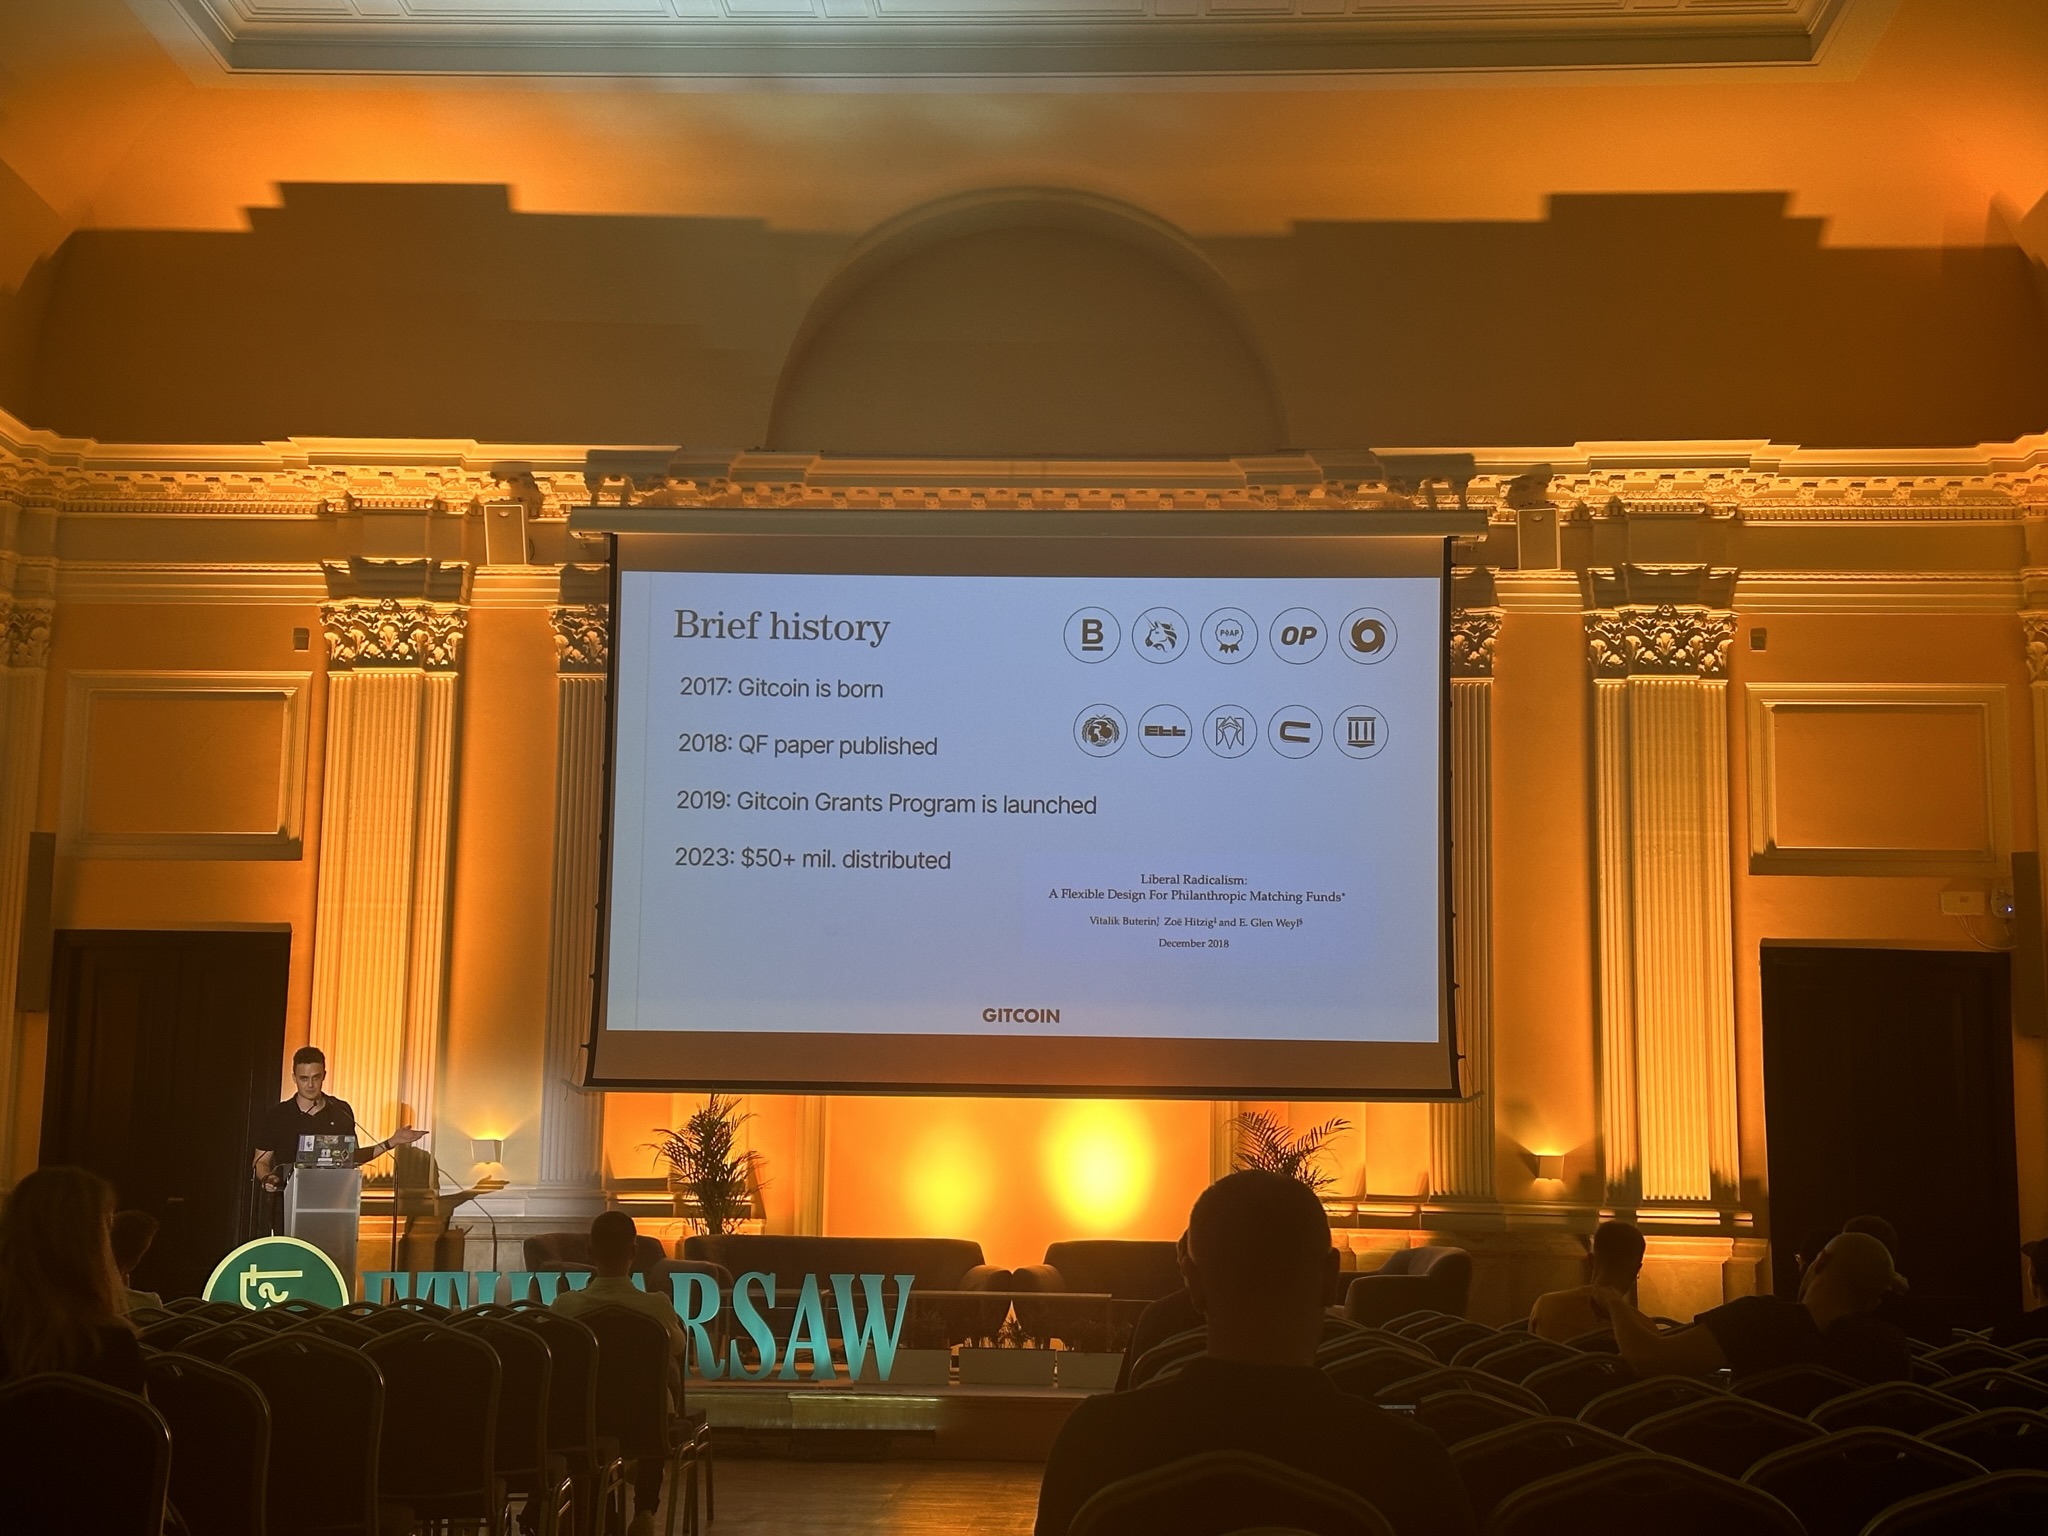 Brief history
2017: Gitcoin is born
2018: QF paper published
2019: Gitcoin Grants Program is launched
2023: $50+ mil. distributed
B
POAP
OP
Liberal Radicalism:
A Flexible Design For Philanthropic Matching Funds*
Vitalik Buterin,† Zoë Hitzig‡ and E. Glen Weyl§
December 2018
GITCOIN
ETHWARSAW